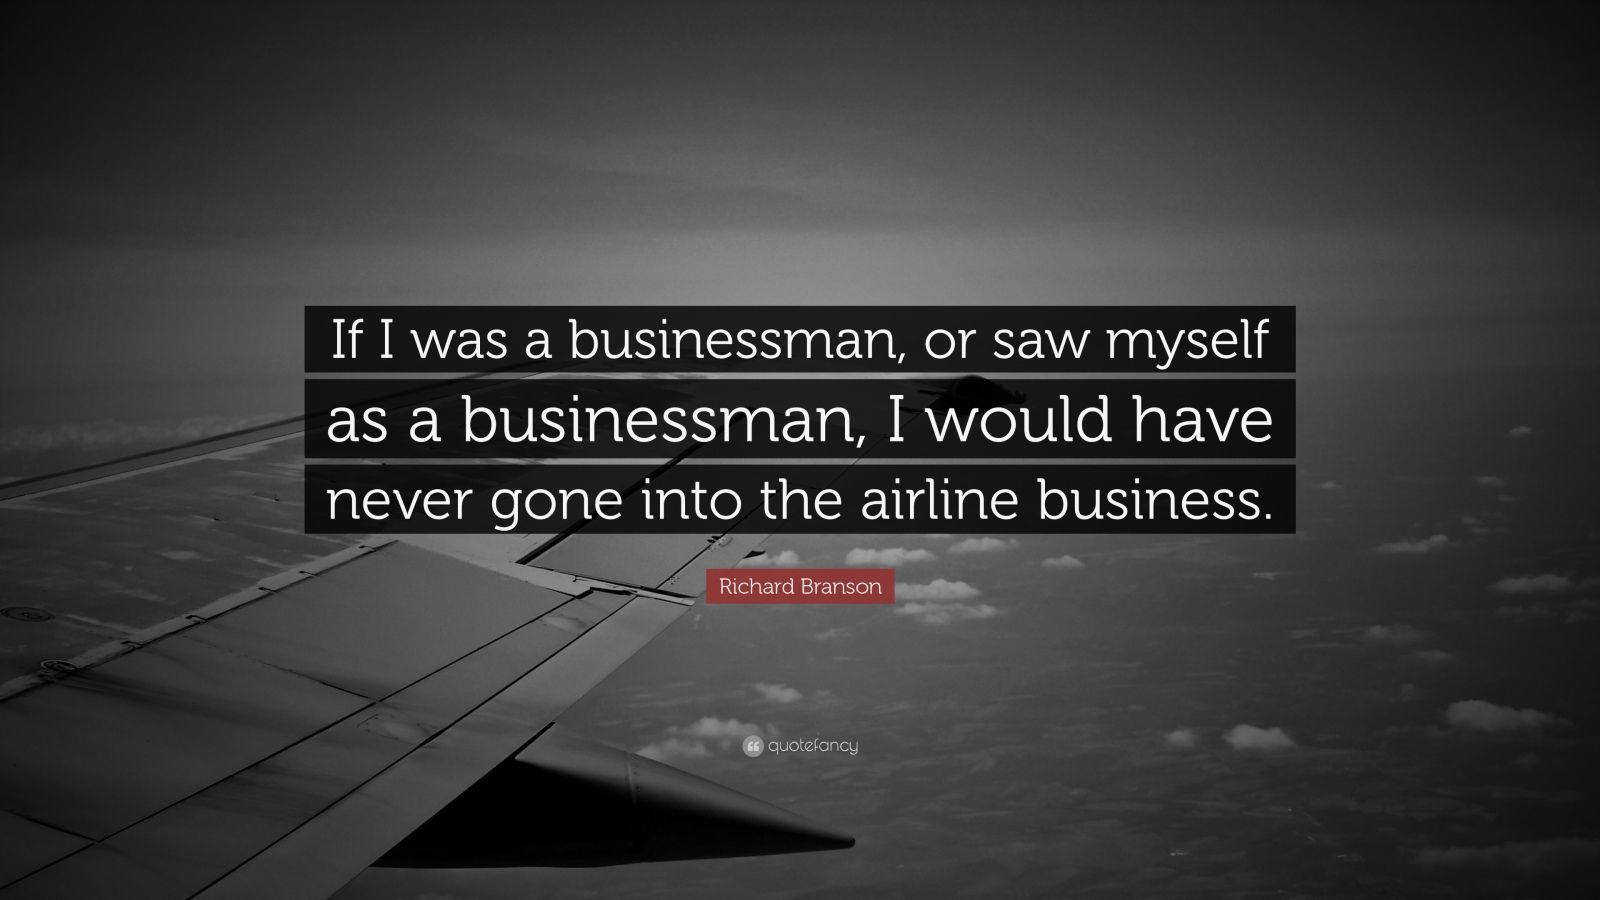 If I was a businessman, or saw myself
as a businessman, I would have
never gone into the airline business.
Richard Branson
quotefancy